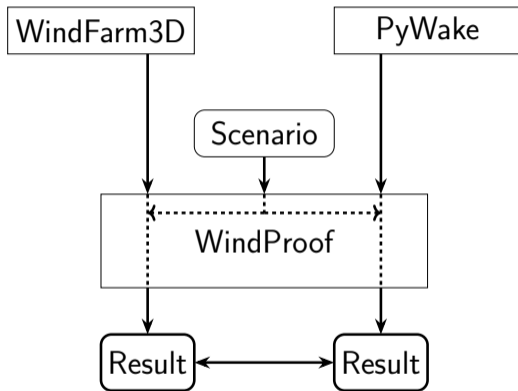 WindFarm3D
PyWake
Scenario
WindProof
Result
Result